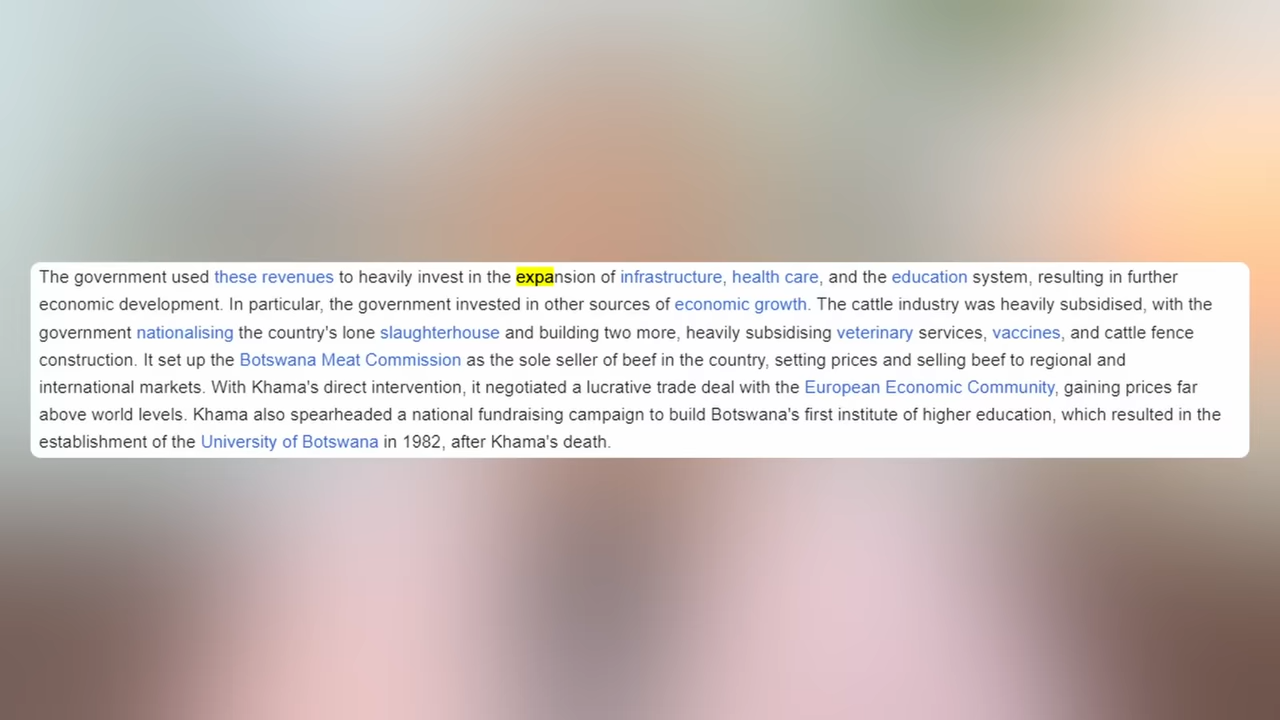 The government used these revenues to heavily invest in the expansion of infrastructure, health care, and the education system, resulting in further
economic development. In particular, the government invested in other sources of economic growth. The cattle industry was heavily subsidised, with the
government nationalising the country's lone slaughterhouse and building two more, heavily subsidising veterinary services, vaccines, and cattle fence
construction. It set up the Botswana Meat Commission as the sole seller of beef in the country, setting prices and selling beef to regional and
international markets. With Khama's direct intervention, it negotiated a lucrative trade deal with the European Economic Community, gaining prices far
above world levels. Khama also spearheaded a national fundraising campaign to build Botswana's first institute of higher education, which resulted in the
establishment of the University of Botswana in 1982, after Khama's death.